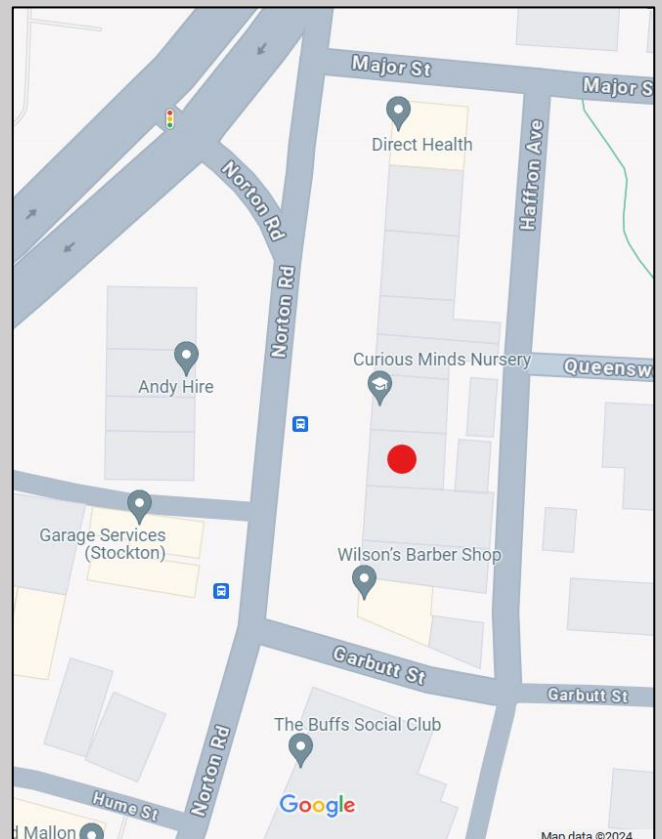 Major St
Major S
Direct Health
Haffron Ave
Norton Rd
Norton Rd
Curious Minds Nursery
Queensw
Andy Hire
Garage Services
(Stockton)
Wilson's Barber Shop
Garbutt St
Garbutt St
The Buffs Social Club
Norton Rd
Google
Hume St
d Mallon
Map data ©2024